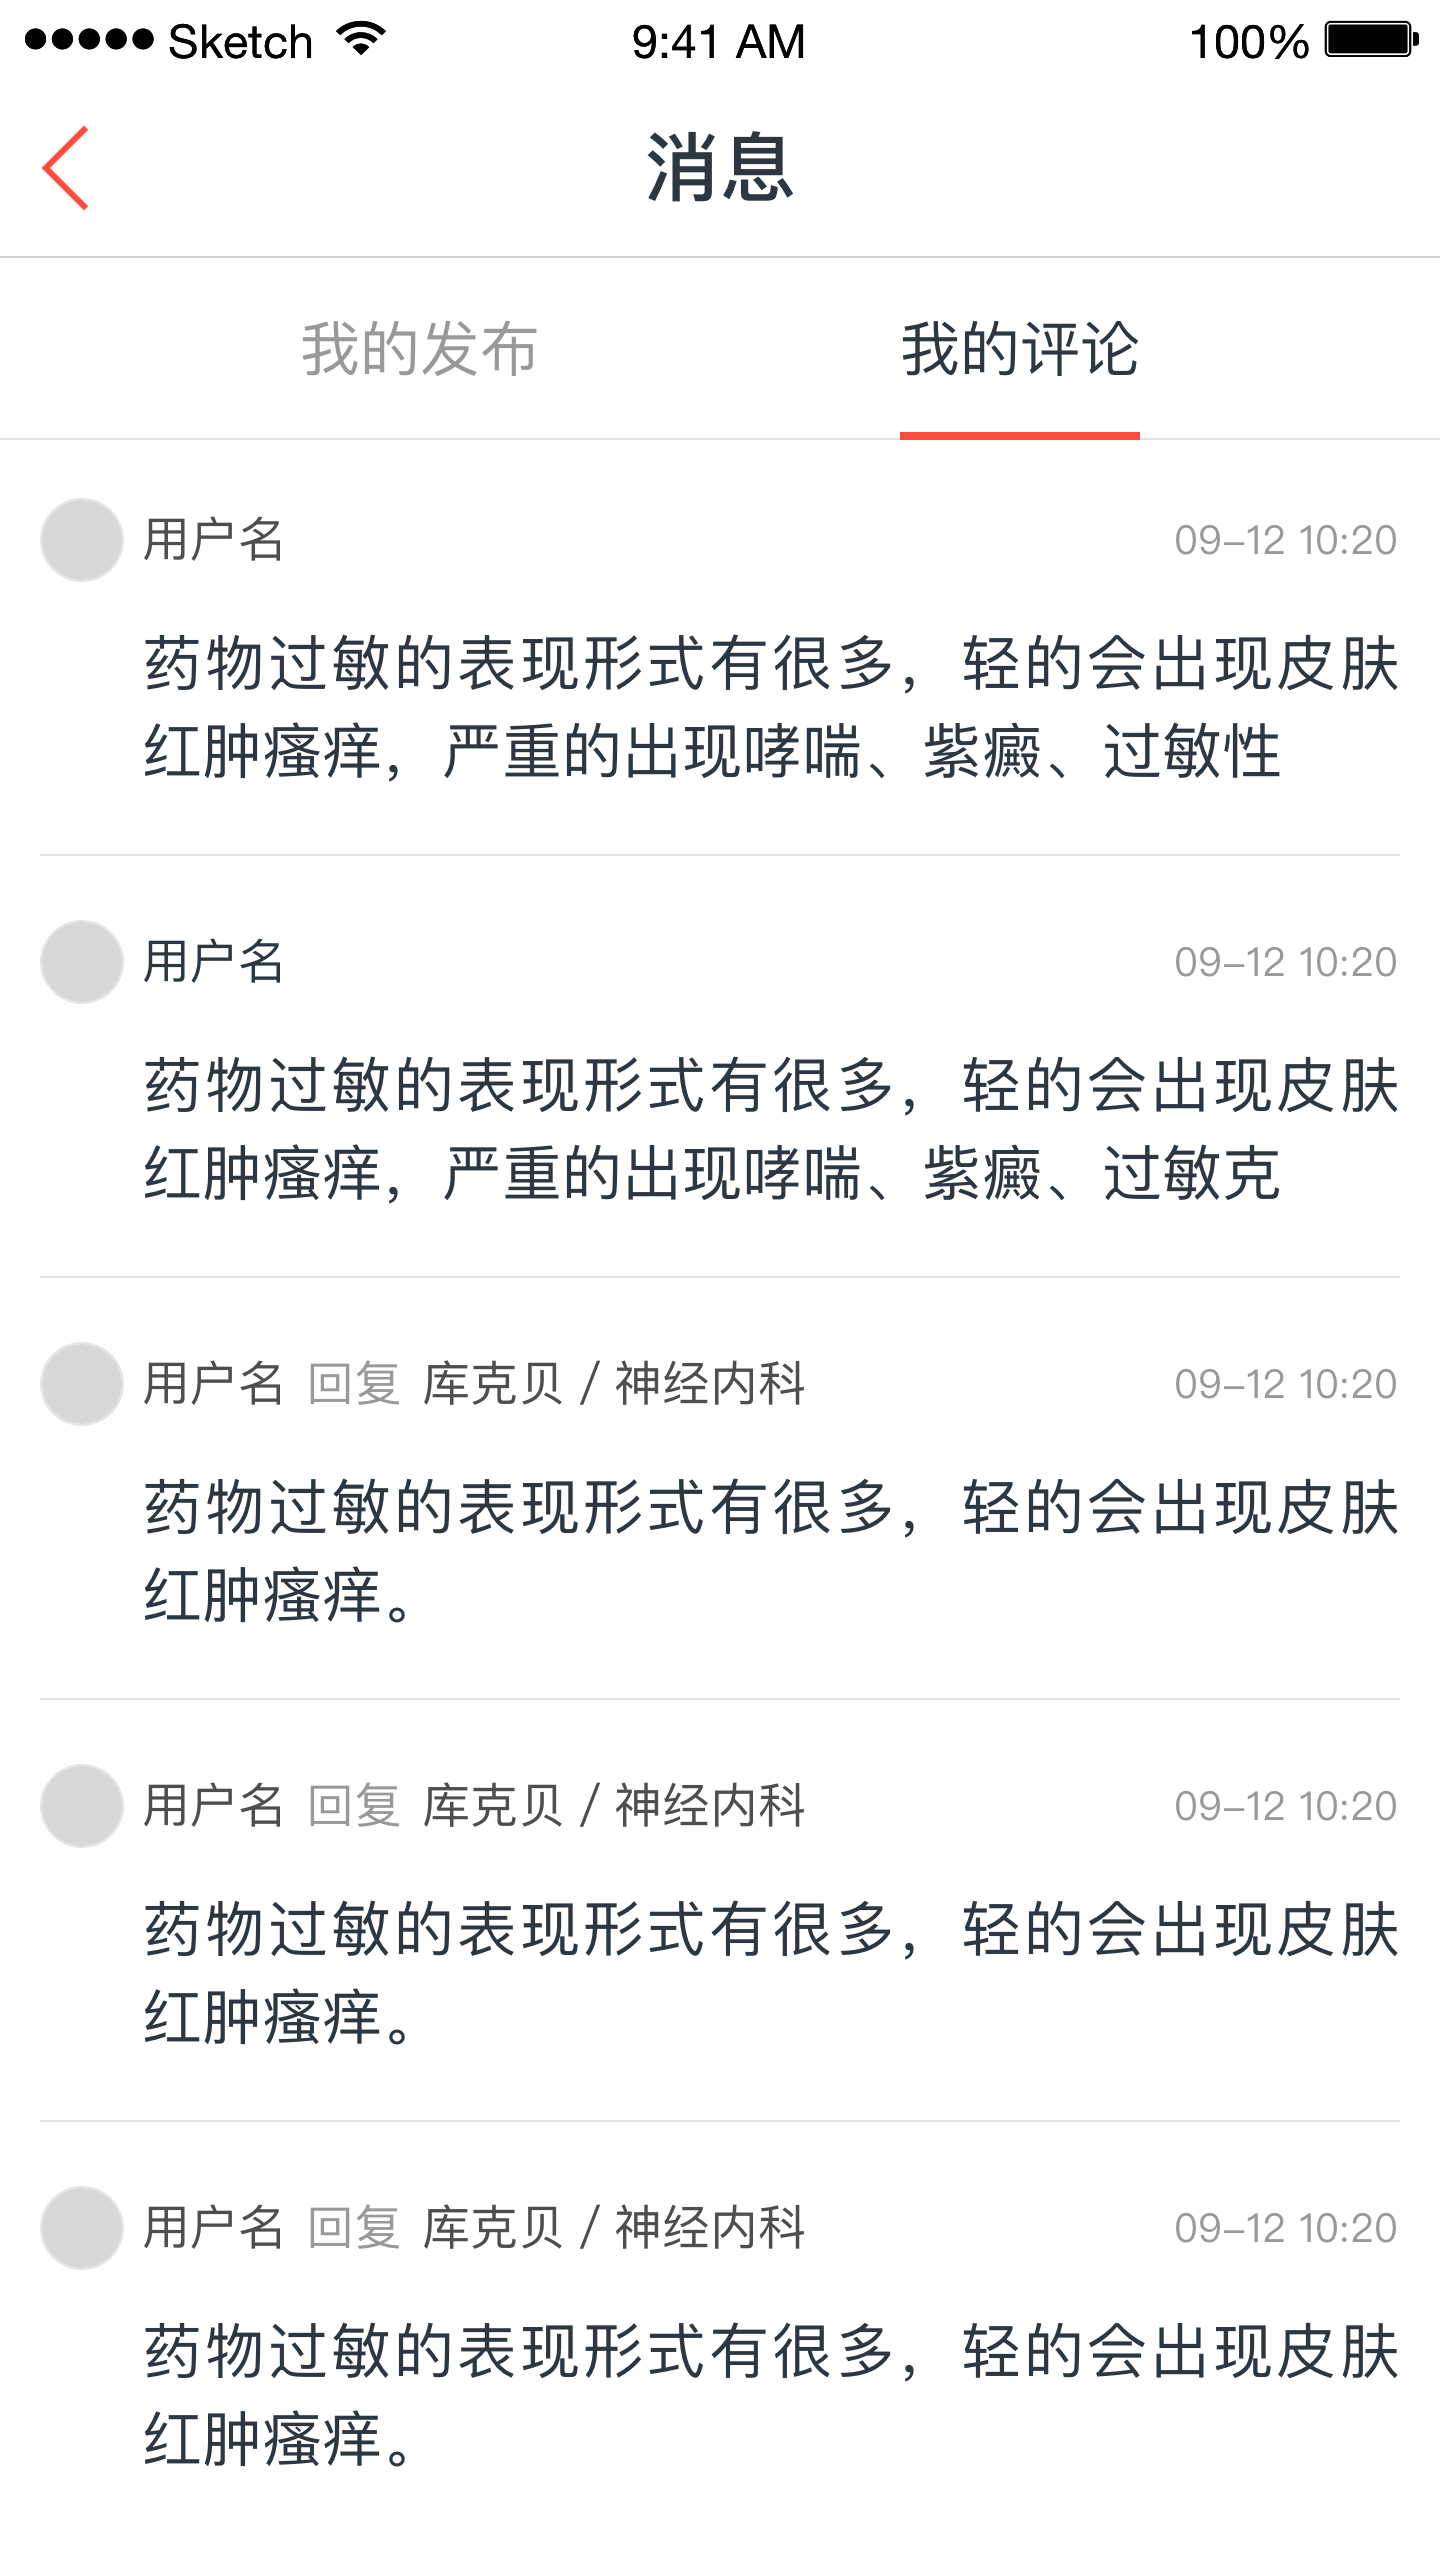 Sketch 9:41 AM 100%
消息
我的发布 我的评论
用户名 09-12 10:20
药物过敏的表现形式有很多，轻的会出现皮肤
红肿瘙痒，严重的出现哮喘、紫癜、过敏性
用户名 09-12 10:20
药物过敏的表现形式有很多，轻的会出现皮肤
红肿瘙痒，严重的出现哮喘、紫癜、过敏克
用户名 回复 库克贝 / 神经内科 09-12 10:20
药物过敏的表现形式有很多，轻的会出现皮肤
红肿瘙痒。
用户名 回复 库克贝 / 神经内科 09-12 10:20
药物过敏的表现形式有很多，轻的会出现皮肤
红肿瘙痒。
用户名 回复 库克贝 / 神经内科 09-12 10:20
药物过敏的表现形式有很多，轻的会出现皮肤
红肿瘙痒。